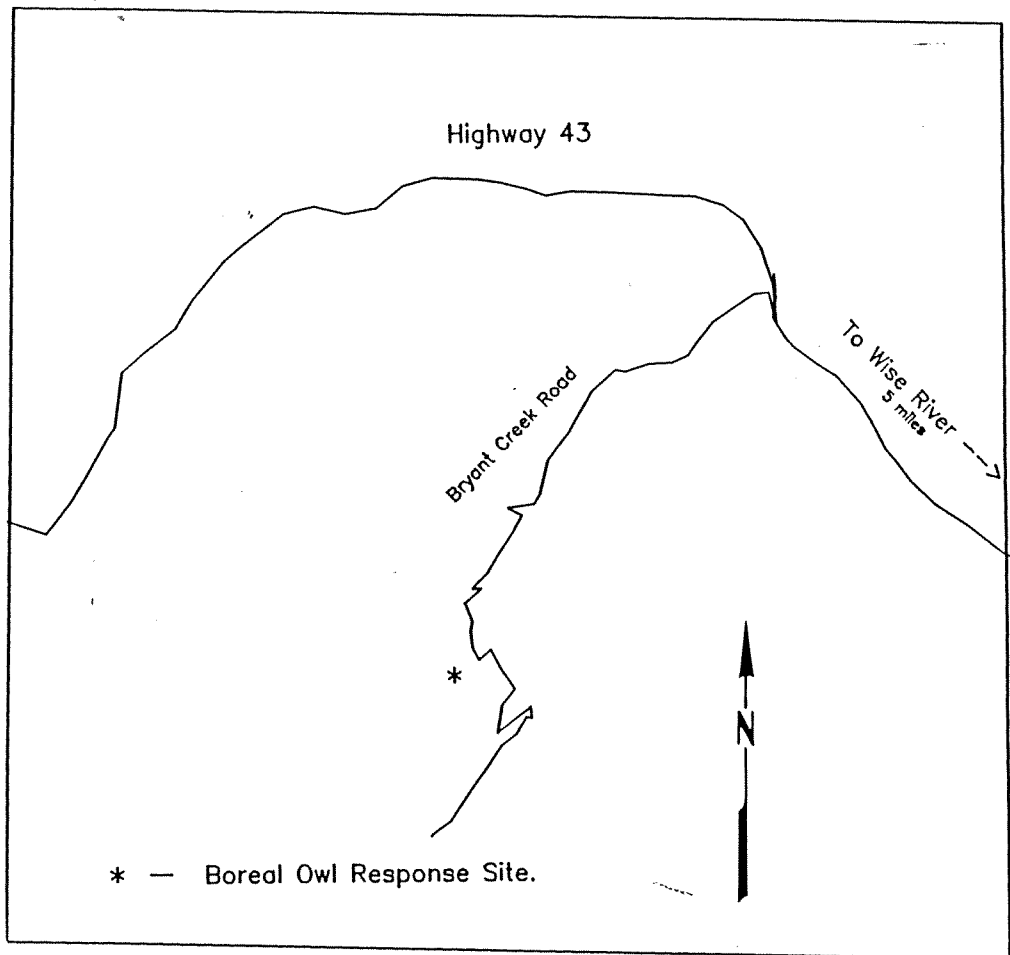 Highway 43
To Wise River --->
5 miles
Bryant Creek Road
*
N
* — Boreal Owl Response Site.